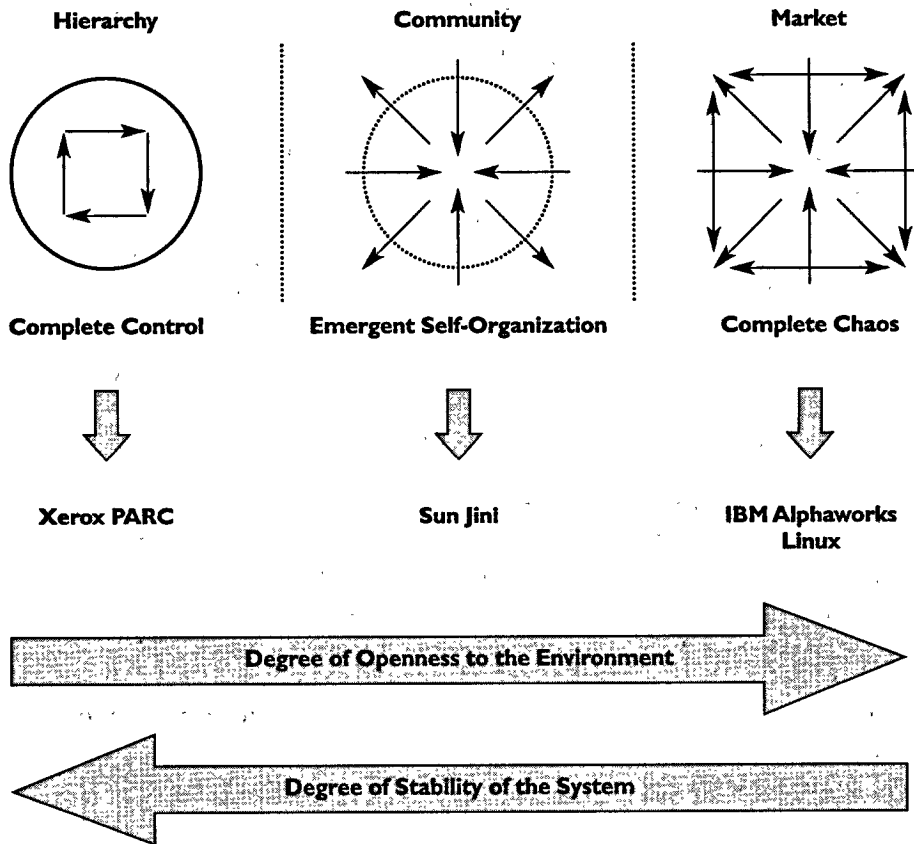 Hierarchy
Community
Market
Complete Control
Emergent Self-Organization
Complete Chaos
Xerox PARC
Sun Jini
IBM Alphaworks
Linux
Degree of Openness to the Environment
Degree of Stability of the System